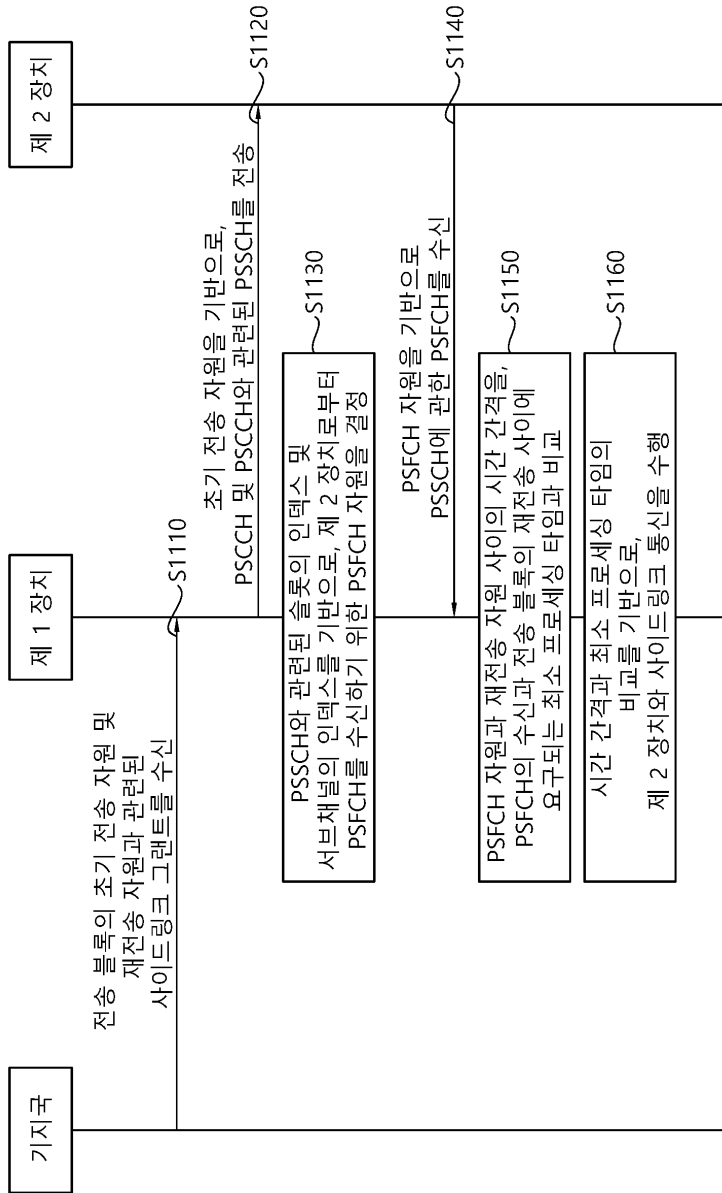 기지국
제 1 장치
제 2 장치
전송 블록의 초기 전송 자원 및
재전송 자원과 관련된
사이드링크 그랜트를 수신
S1110
초기 전송 자원을 기반으로,
PSCCH 및 PSCCH와 관련된 PSSCH를 전송
S1120
PSSCH와 관련된 슬롯의 인덱스 및
서브채널의 인덱스를 기반으로, 제 2 장치로부터
PSFCH를 수신하기 위한 PSFCH 자원을 결정
S1130
PSFCH 자원을 기반으로
PSSCH에 관한 PSFCH를 수신
S1140
PSFCH 자원과 재전송 자원 사이의 시간 간격을,
PSFCH의 수신과 전송 블록의 재전송 사이에
요구되는 최소 프로세싱 타임과 비교
S1150
시간 간격과 최소 프로세싱 타임의
비교를 기반으로,
제 2 장치와 사이드링크 통신을 수행
S1160